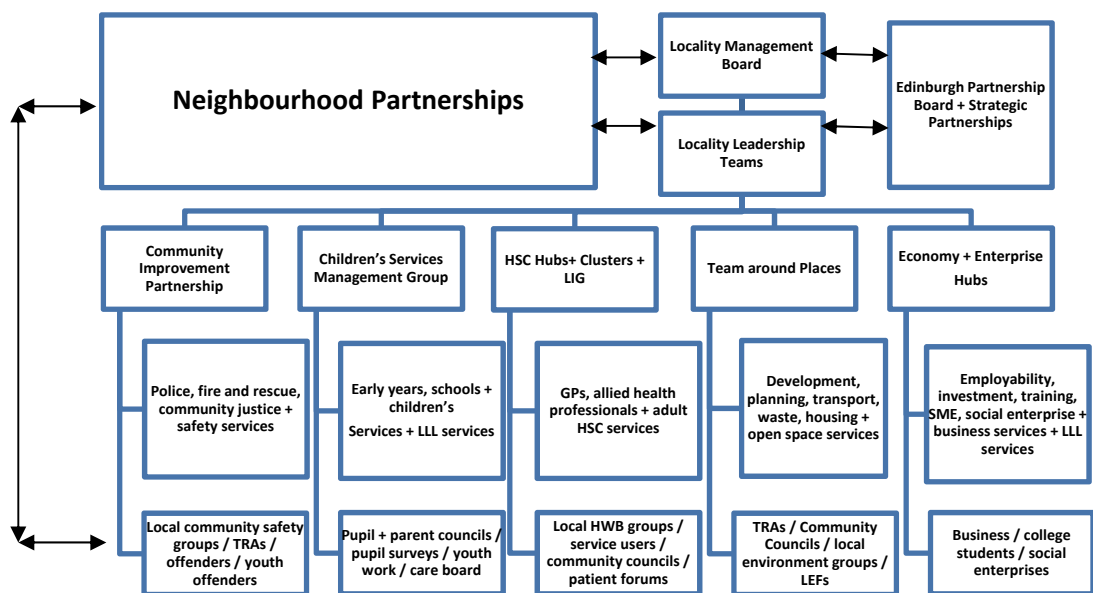 Neighbourhood Partnerships
Locality Management
Board
Edinburgh Partnership
Board + Strategic
Partnerships
Locality Leadership
Teams
Community
Improvement
Partnership
Children’s Services
Management Group
HSC Hubs+ Clusters +
LIG
Team around Places
Economy + Enterprise
Hubs
Police, fire and rescue,
community justice +
safety services
Early years, schools +
children’s
Services + LLL services
GPs, allied health
professionals + adult
HSC services
Development,
planning, transport,
waste, housing +
open space services
Employability,
investment, training,
SME, social enterprise +
business services + LLL
services
Local community safety
groups / TRAs /
offenders / youth
offenders
Pupil + parent councils /
pupil surveys / youth
work / care board
Local HWB groups /
service users /
community councils /
patient forums
TRAs / Community
Councils / local
environment groups /
LEFs
Business / college
students / social
enterprises